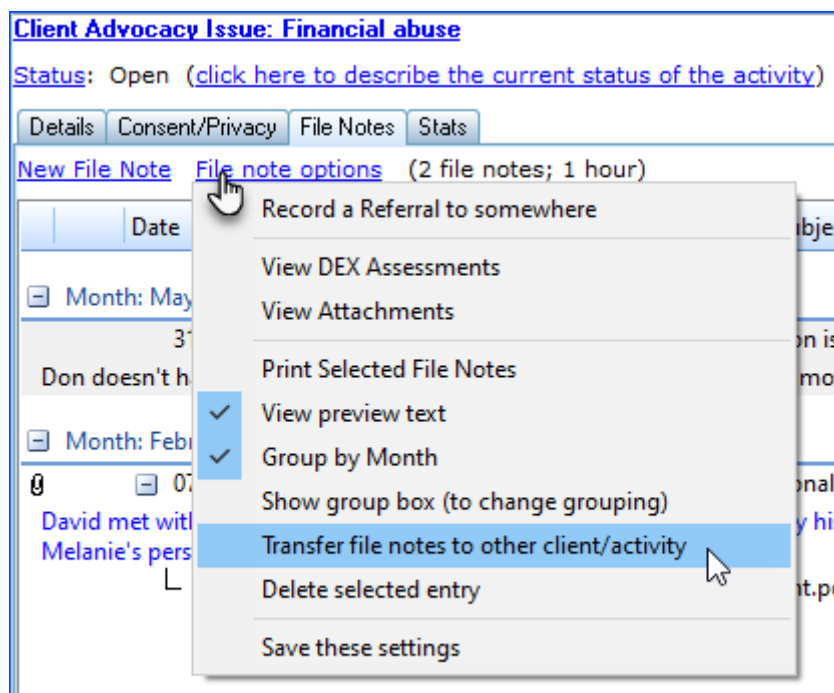 Client Advocacy Issue: Financial abuse
Status: Open (click here to describe the current status of the activity)
Details Consent/Privacy File Notes Stats
New File Note File note options (2 file notes; 1 hour)
Date
Record a Referral to somewhere
View DEX Assessments
View Attachments
Month: May
31
Don doesn't h
Print Selected File Notes
View preview text
Group by Month
Month: Feb
Show group box (to change grouping)
07
David met with
Transfer file notes to other client/activity
Melanie's pers
Delete selected entry
Save these settings